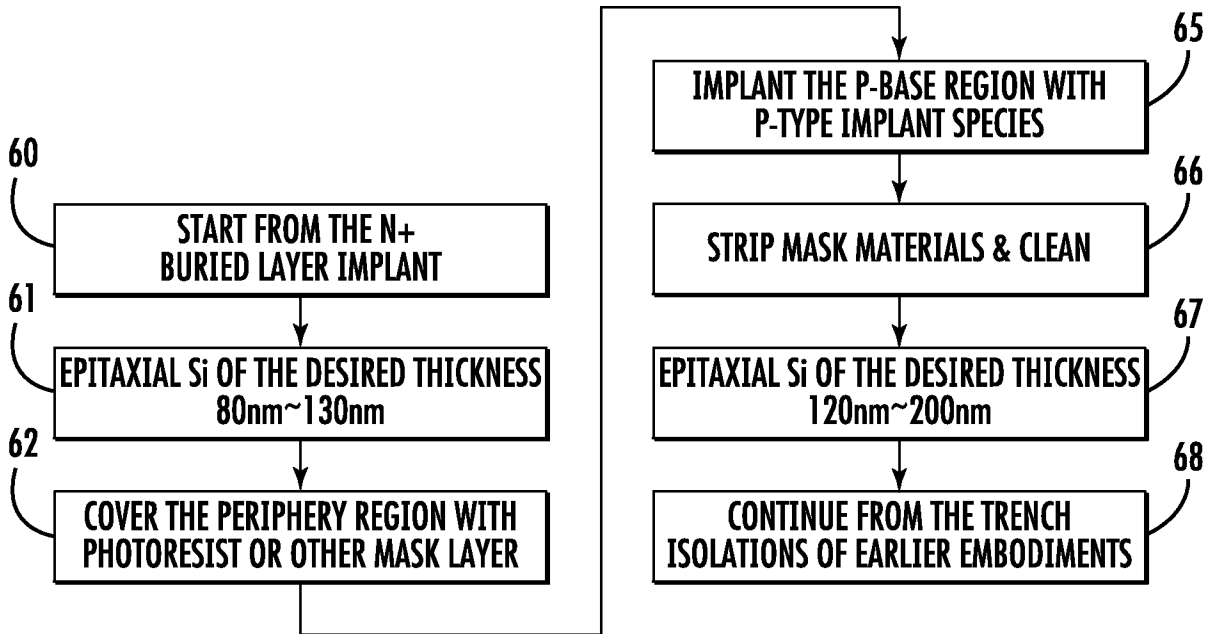 60
START FROM THE N+
BURIED LAYER IMPLANT
61
EPITAXIAL Si OF THE DESIRED THICKNESS
80nm~130nm
62
COVER THE PERIPHERY REGION WITH
PHOTORESIST OR OTHER MASK LAYER
65
IMPLANT THE P-BASE REGION WITH
P-TYPE IMPLANT SPECIES
66
STRIP MASK MATERIALS & CLEAN
67
EPITAXIAL Si OF THE DESIRED THICKNESS
120nm~200nm
68
CONTINUE FROM THE TRENCH
ISOLATIONS OF EARLIER EMBODIMENTS